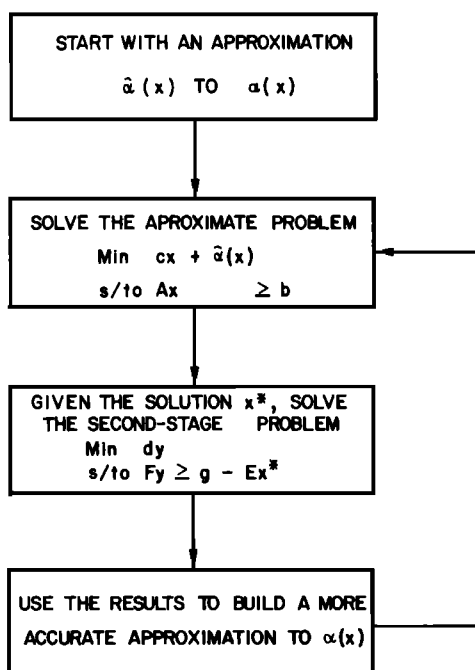 START WITH AN APPROXIMATION
α̂ (x) TO α(x)
SOLVE THE APROXIMATE PROBLEM
Min cx + α̂(x)
s/to Ax ≥ b
GIVEN THE SOLUTION x*, SOLVE
THE SECOND-STAGE PROBLEM
Min dy
s/to Fy ≥ g - Ex*
USE THE RESULTS TO BUILD A MORE
ACCURATE APPROXIMATION TO α(x)